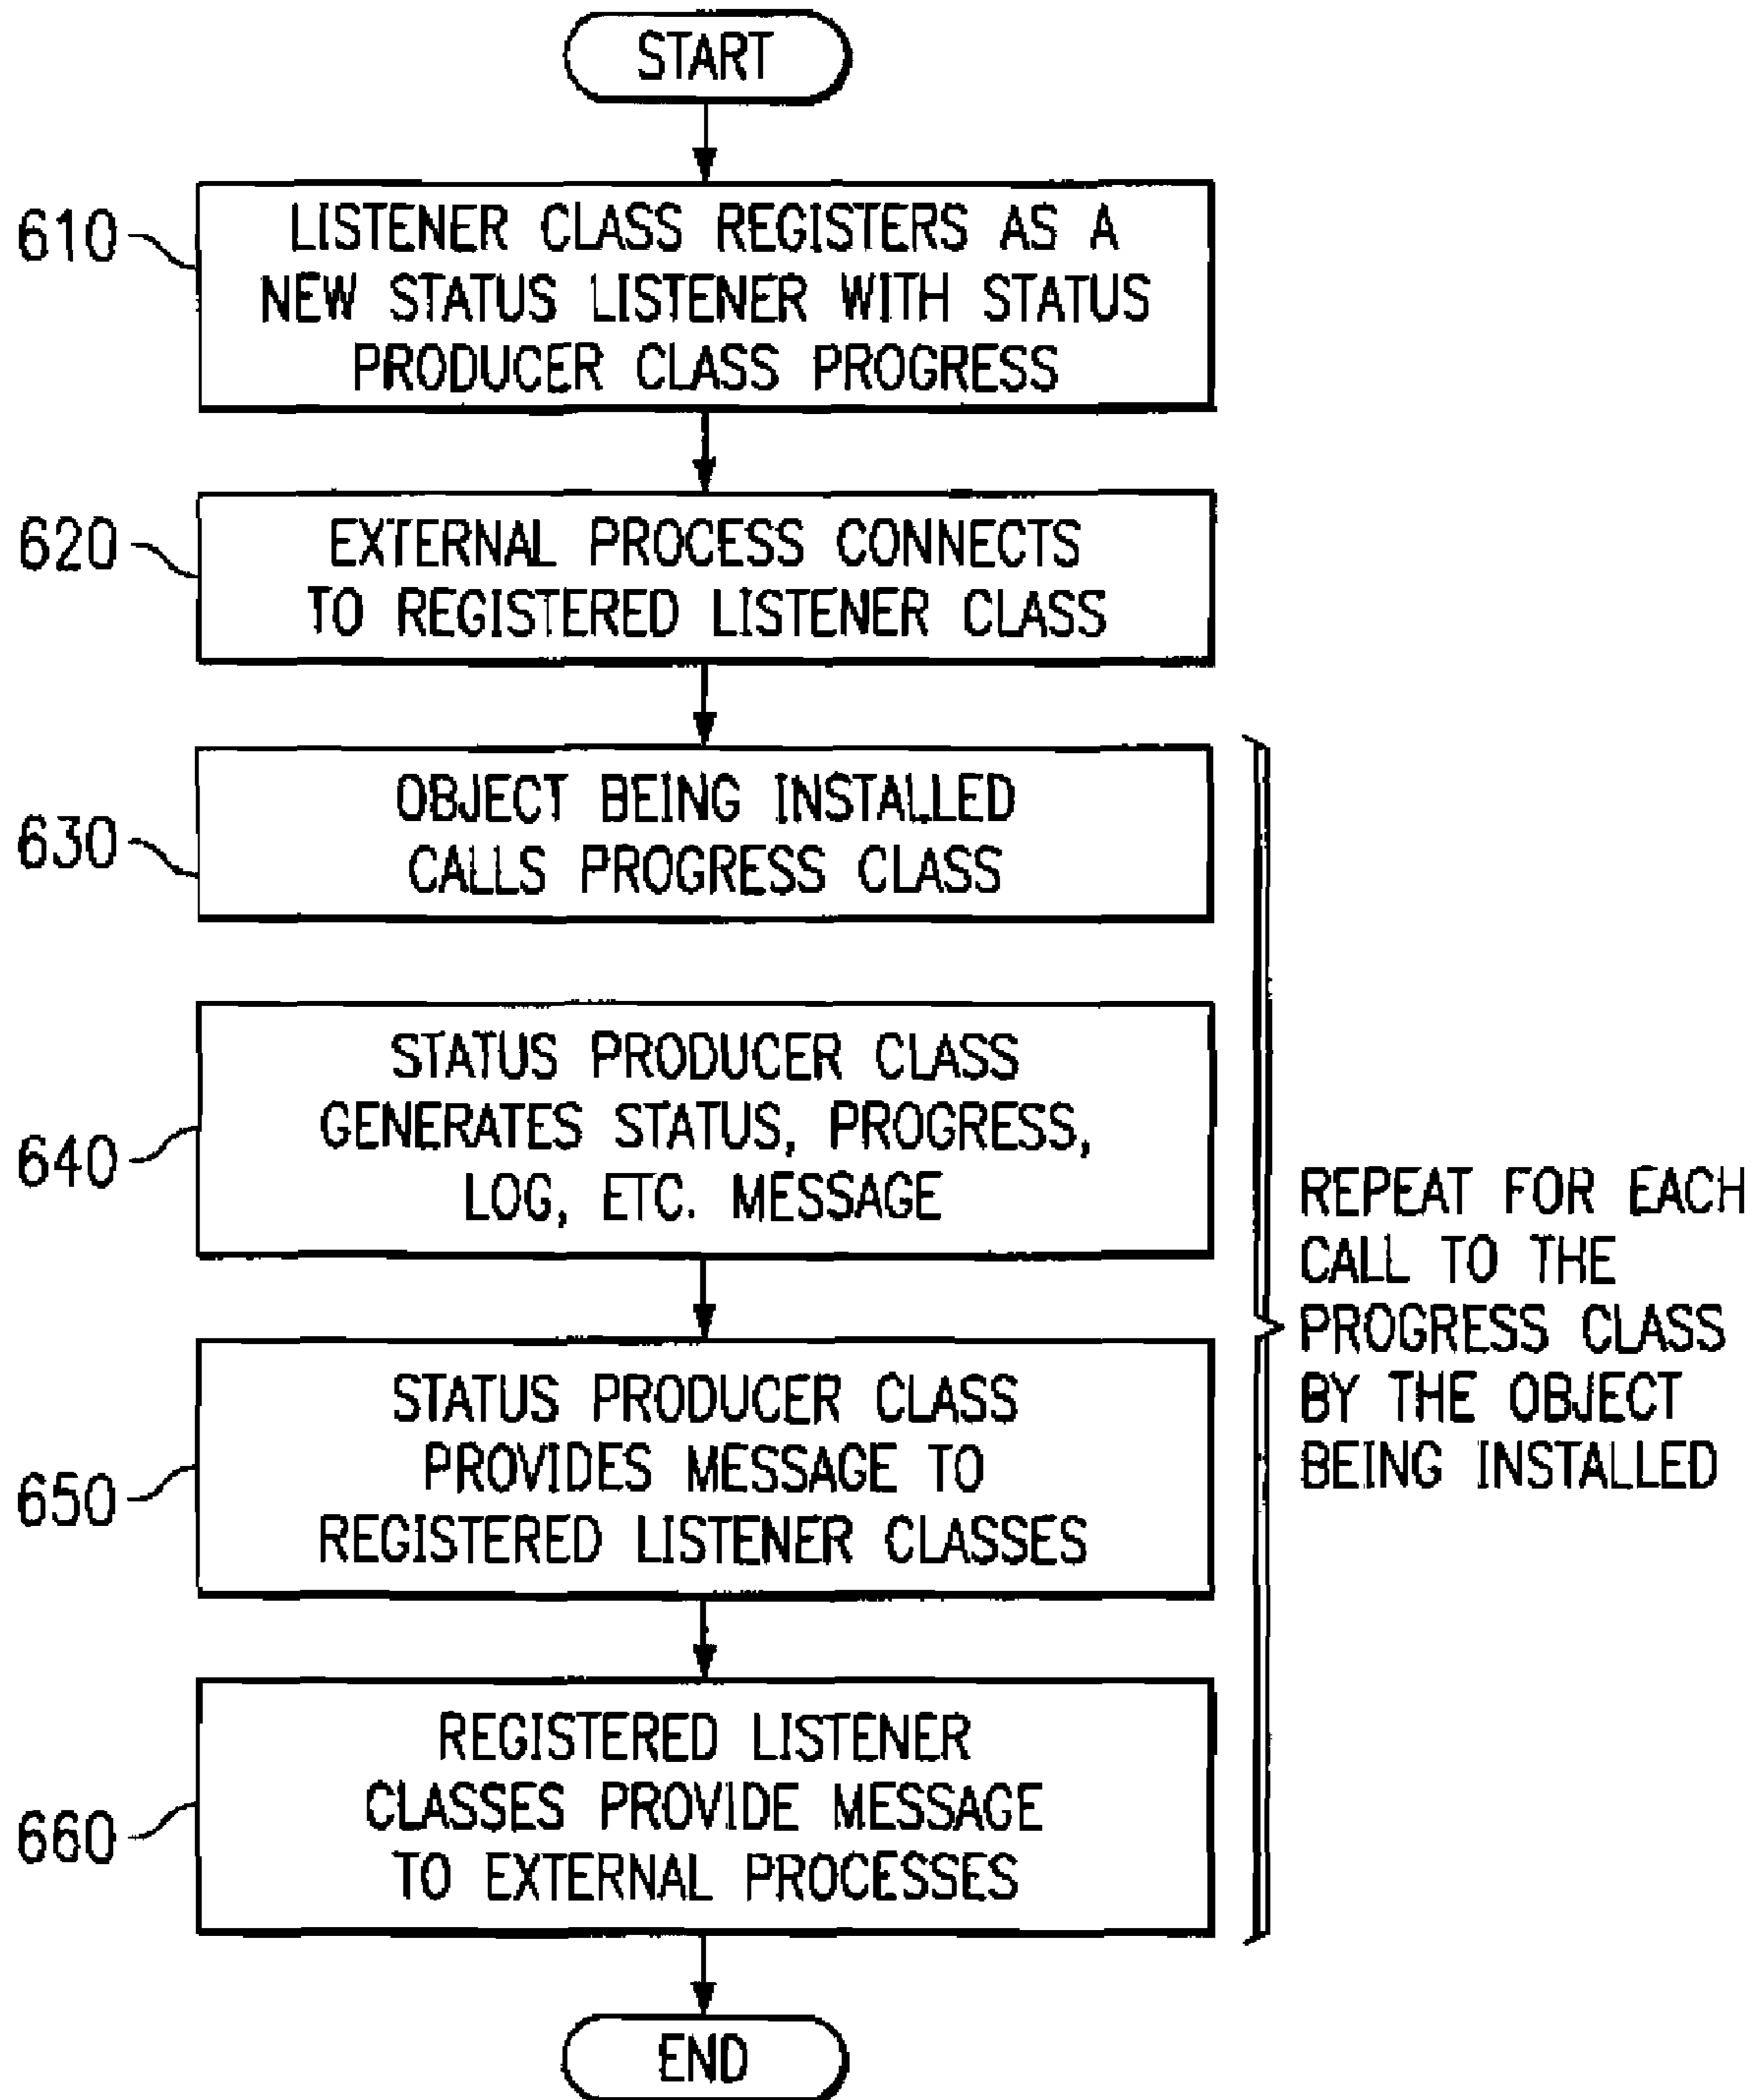 START
610
LISTENER CLASS REGISTERS AS A
NEW STATUS LISTENER WITH STATUS
PRODUCER CLASS PROGRESS
620
EXTERNAL PROCESS CONNECTS
TO REGISTERED LISTENER CLASS
630
OBJECT BEING INSTALLED
CALLS PROGRESS CLASS
640
STATUS PRODUCER CLASS
GENERATES STATUS, PROGRESS,
LOG, ETC. MESSAGE
650
STATUS PRODUCER CLASS
PROVIDES MESSAGE TO
REGISTERED LISTENER CLASSES
660
REGISTERED LISTENER
CLASSES PROVIDE MESSAGE
TO EXTERNAL PROCESSES
REPEAT FOR EACH
CALL TO THE
PROGRESS CLASS
BY THE OBJECT
BEING INSTALLED
END